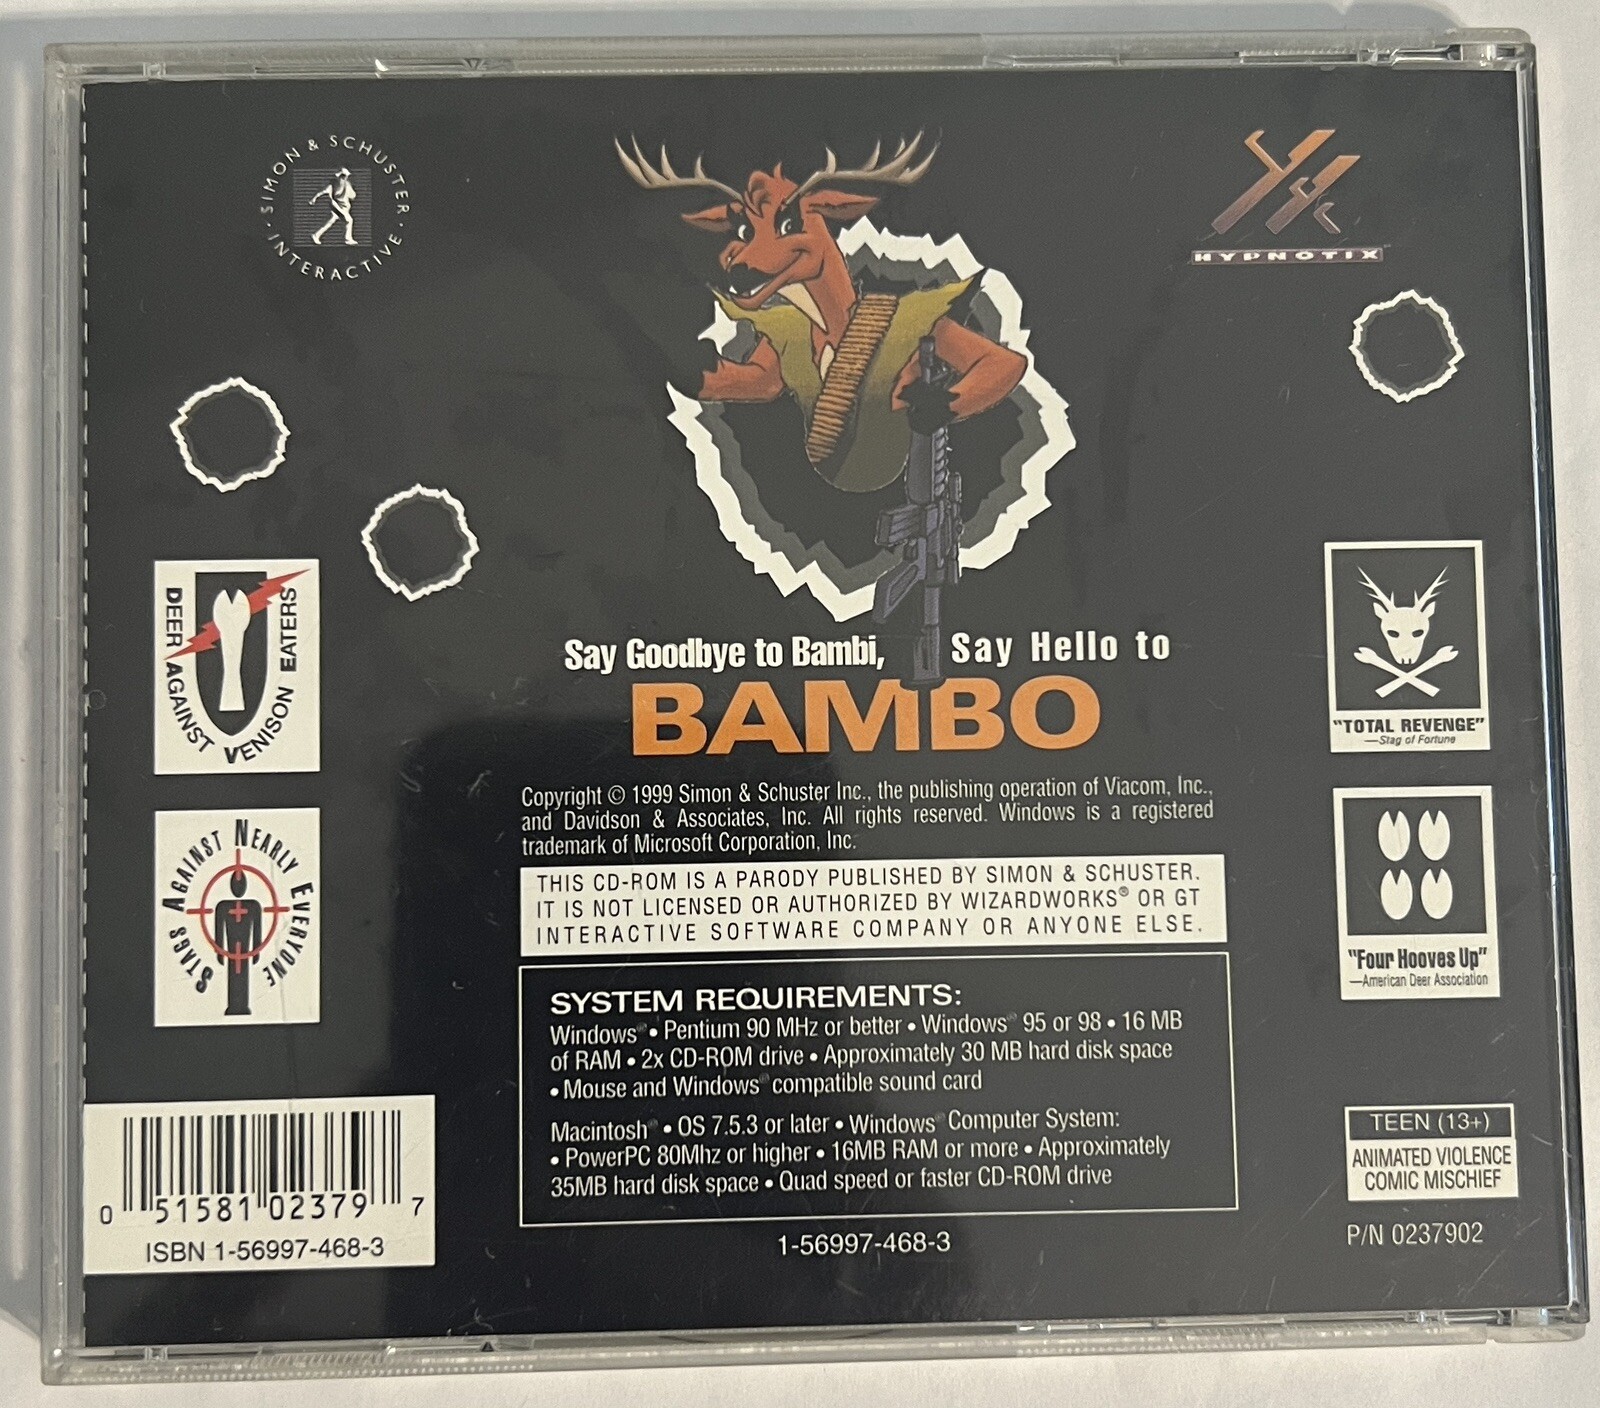 SIMON & SCHUSTER · INTERACTIVE ·
HYPNOTIX
DEER AGAINST VENISON EATERS
STAGS AGAINST NEARLY EVERYONE
Say Goodbye to Bambi, Say Hello to
BAMBO
"TOTAL REVENGE"
—Stag of Fortune
"Four Hooves Up"
—American Deer Association
Copyright © 1999 Simon & Schuster Inc., the publishing operation of Viacom, Inc.,
and Davidson & Associates, Inc. All rights reserved. Windows is a registered
trademark of Microsoft Corporation, Inc.
THIS CD-ROM IS A PARODY PUBLISHED BY SIMON & SCHUSTER.
IT IS NOT LICENSED OR AUTHORIZED BY WIZARDWORKS® OR GT
INTERACTIVE SOFTWARE COMPANY OR ANYONE ELSE.
SYSTEM REQUIREMENTS:
Windows® • Pentium 90 MHz or better • Windows® 95 or 98 • 16 MB
of RAM • 2x CD-ROM drive • Approximately 30 MB hard disk space
• Mouse and Windows® compatible sound card
Macintosh® • OS 7.5.3 or later • Windows® Computer System:
• PowerPC 80Mhz or higher • 16MB RAM or more • Approximately
35MB hard disk space • Quad speed or faster CD-ROM drive
1-56997-468-3
0 51581 02379 7
ISBN 1-56997-468-3
TEEN (13+)
ANIMATED VIOLENCE
COMIC MISCHIEF
P/N 0237902